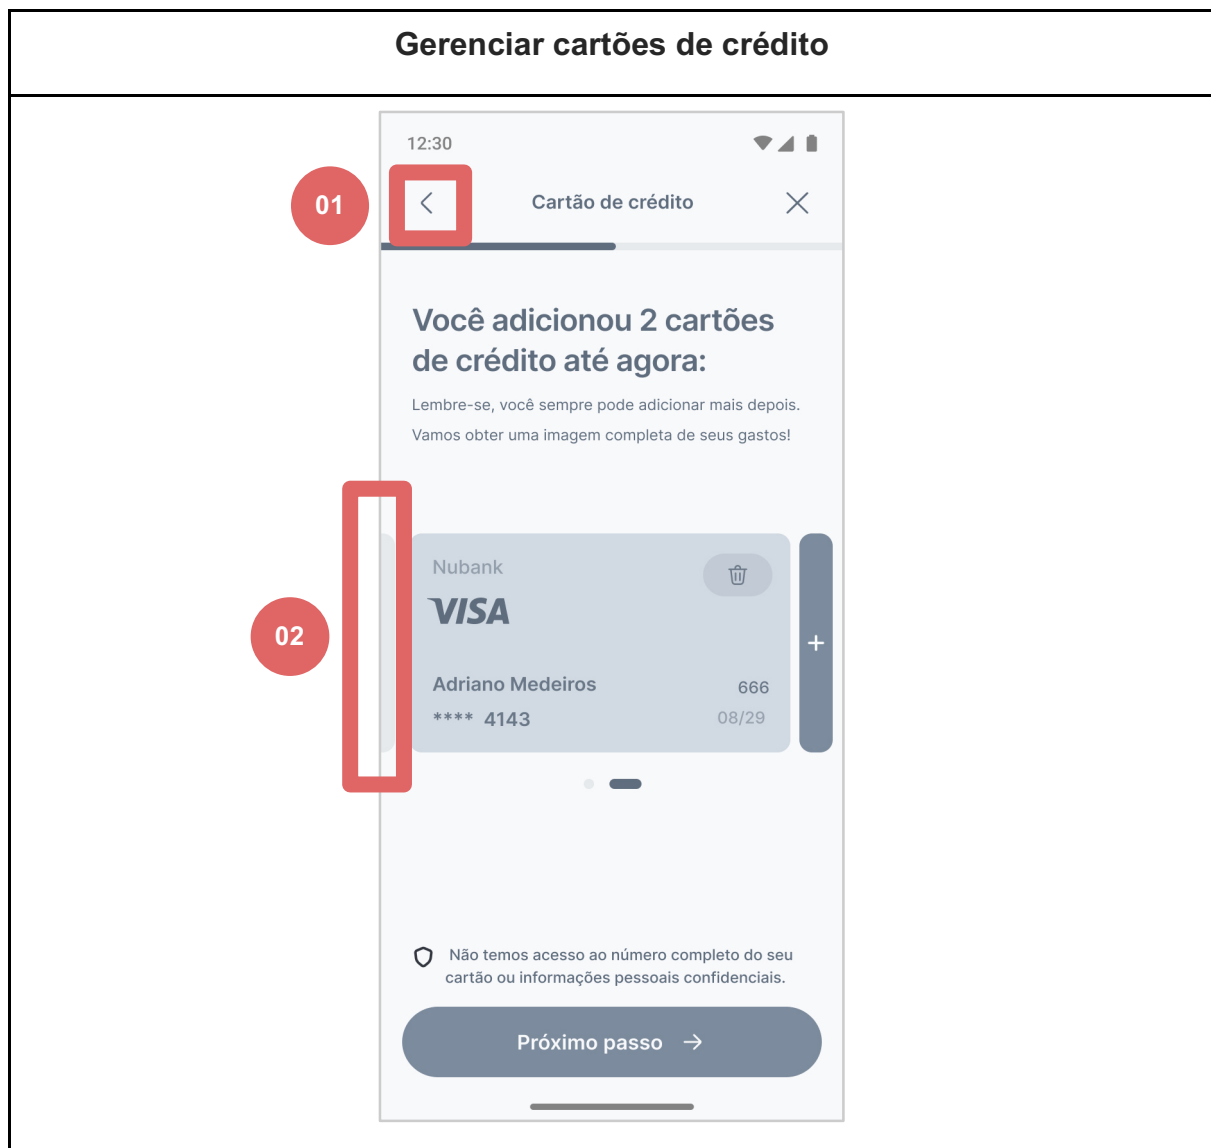 Gerenciar cartões de crédito
12:30
01
Cartão de crédito
Você adicionou 2 cartões
de crédito até agora:
Lembre-se, você sempre pode adicionar mais depois.
Vamos obter uma imagem completa de seus gastos!
Nubank
VISA
02
+
Adriano Medeiros 666
**** 4143 08/29
Não temos acesso ao número completo do seu
cartão ou informações pessoais confidenciais.
Próximo passo →